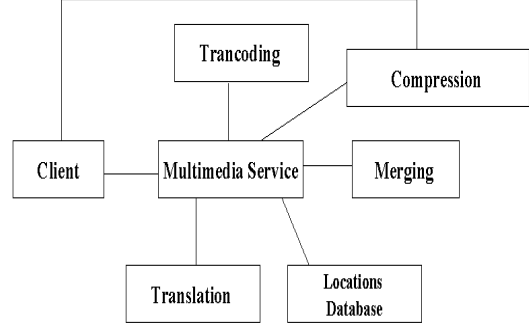 Trancoding
Compression
Client
Multimedia Service
Merging
Translation
Locations
Database